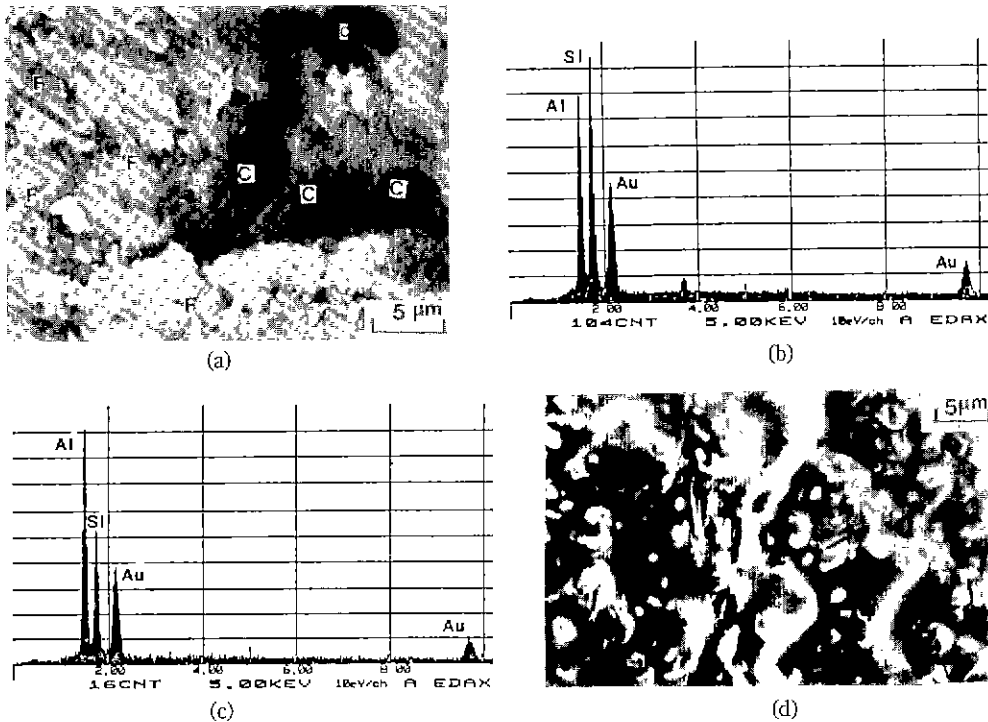 C
F
F
C
C
C
F
F
5 μm
(a)
SI
Al
Au
Au
2.00 4.00 6.00 8.00
104CNT 5.00KEV 10eV/ch A EDAX
(b)
Al
SI
Au
Au
2.00 4.00 6.00 8.00
16CNT 5.00KEV 10eV/ch A EDAX
(c)
5μm
(d)